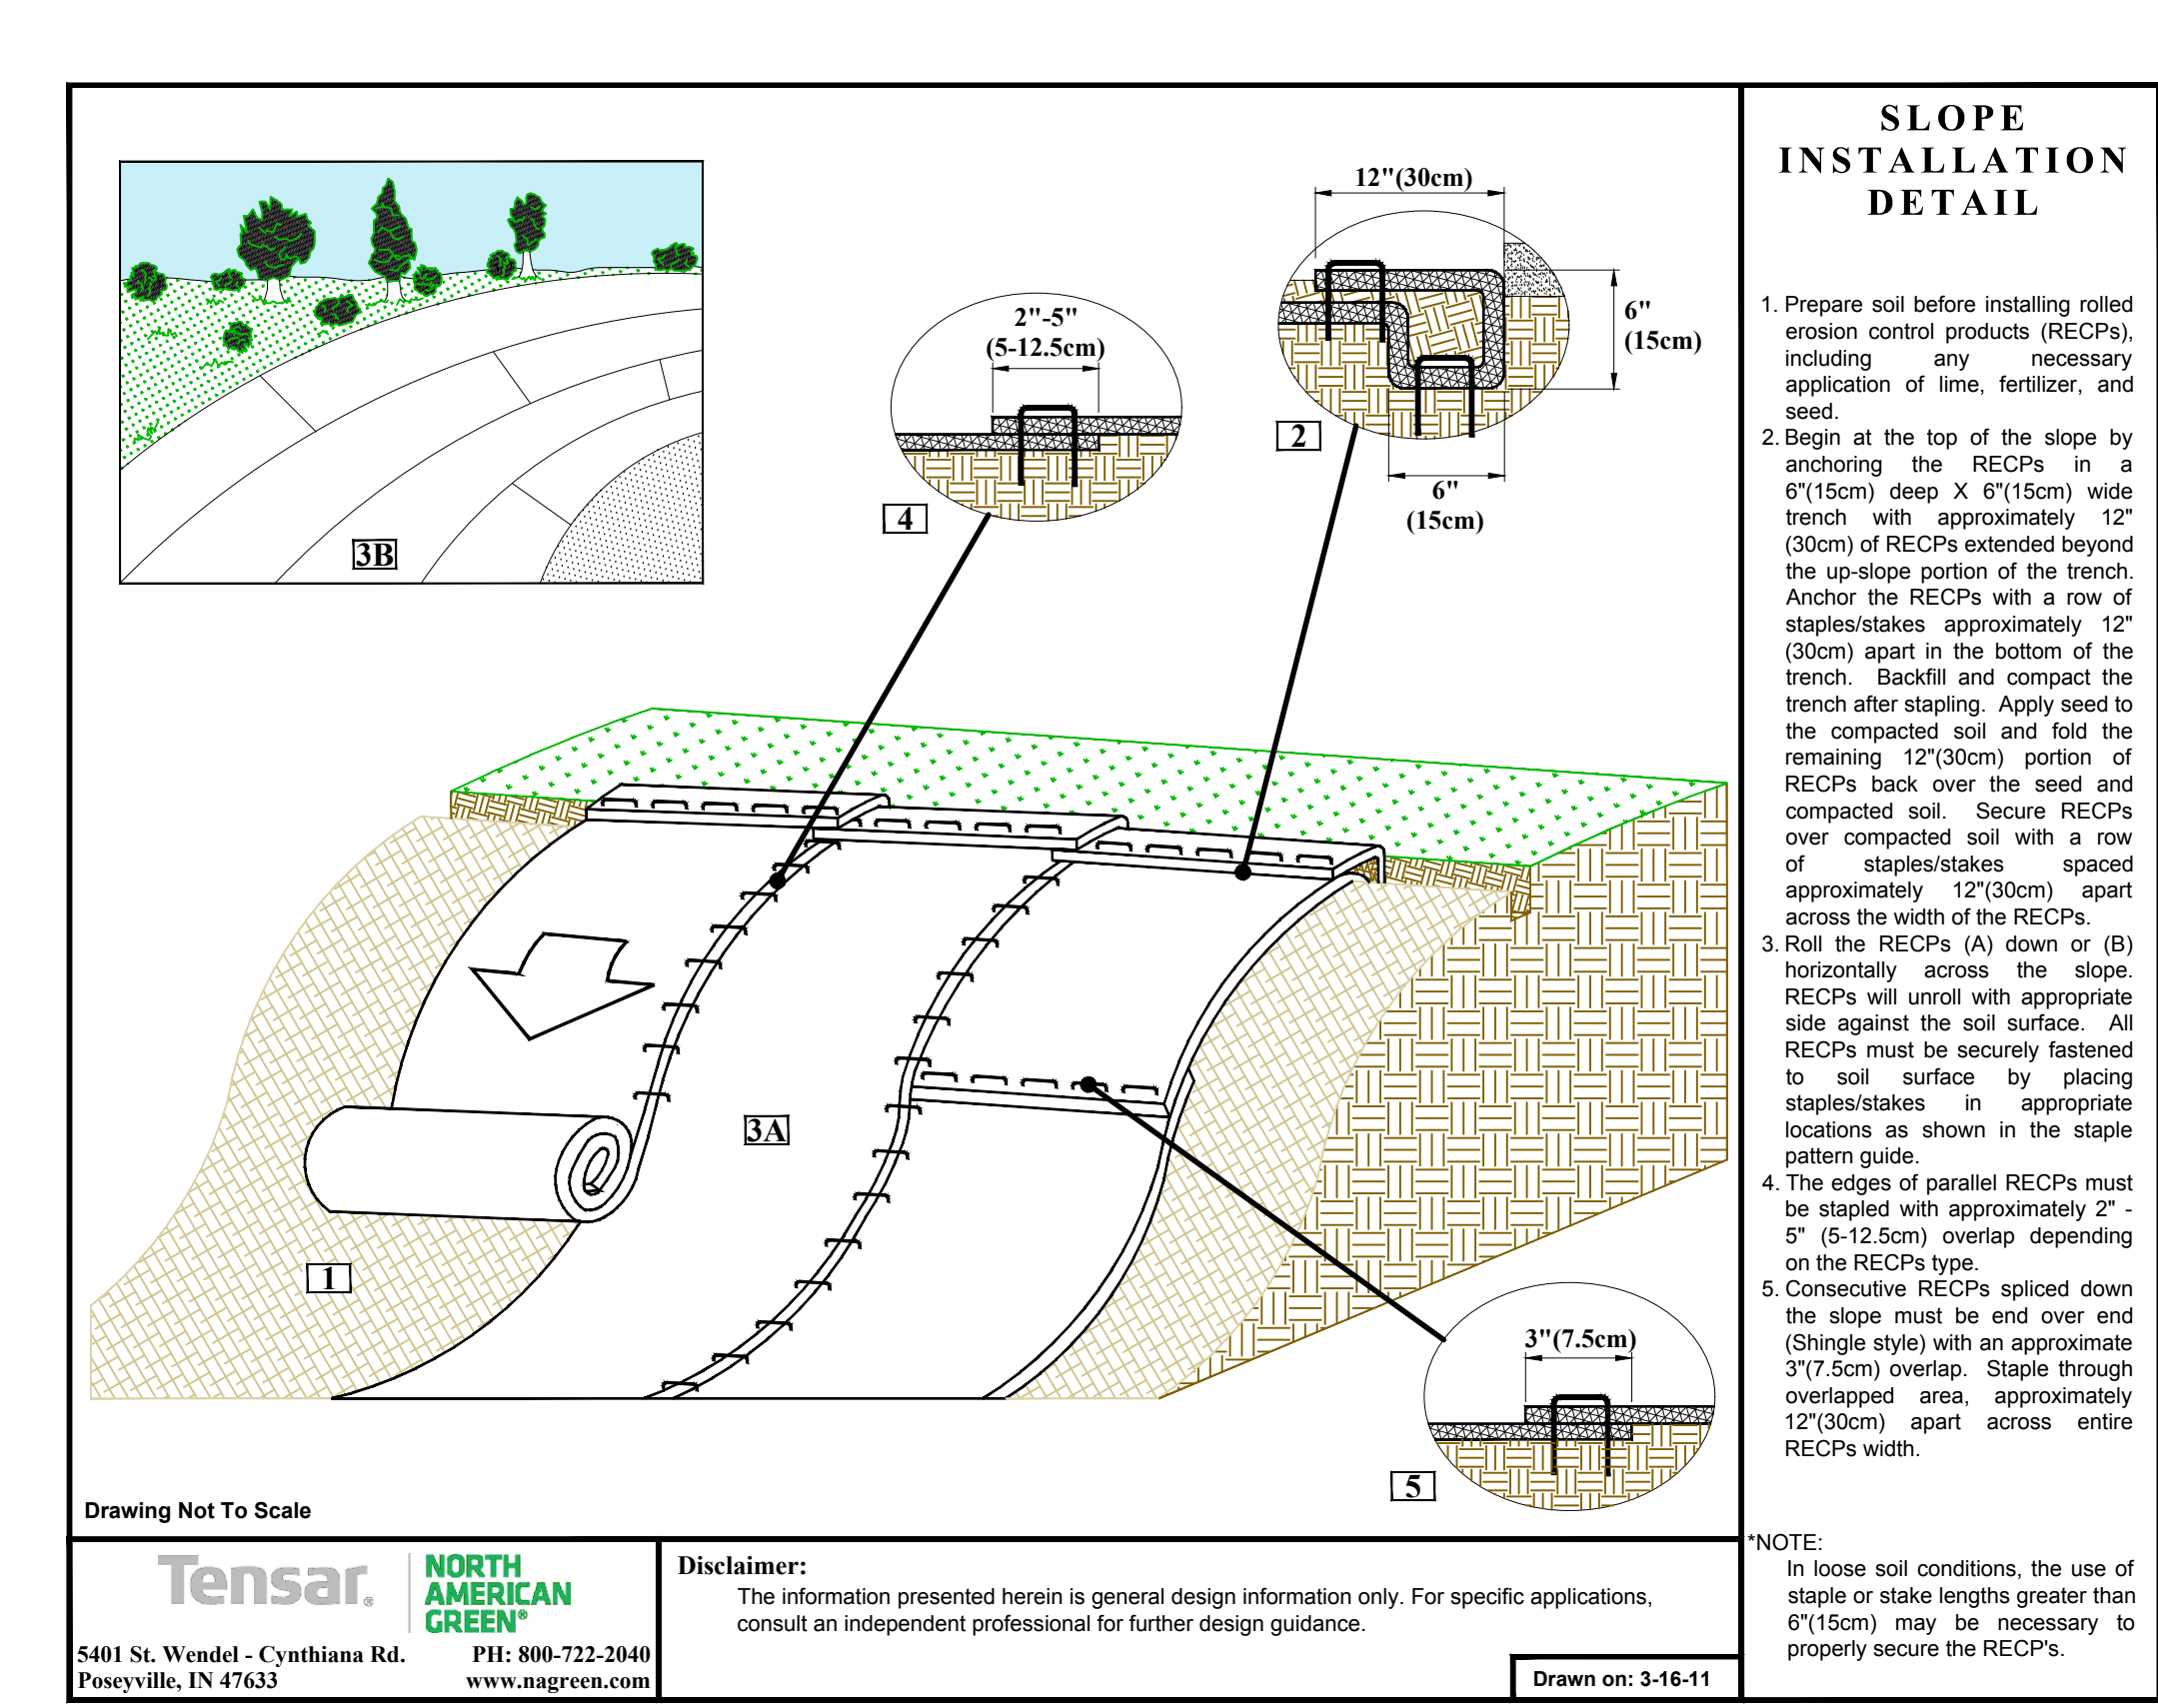 12"(30cm)
6"
(15cm)
6"
(15cm)
2
2"-5"
(5-12.5cm)
4
3B
3A
1
3"(7.5cm)
5
Drawing Not To Scale
SLOPE
INSTALLATION
DETAIL
1. Prepare soil before installing rolled
erosion control products (RECPs),
including any necessary
application of lime, fertilizer, and
seed.
2. Begin at the top of the slope by
anchoring the RECPs in a
6"(15cm) deep X 6"(15cm) wide
trench with approximately 12"
(30cm) of RECPs extended beyond
the up-slope portion of the trench.
Anchor the RECPs with a row of
staples/stakes approximately 12"
(30cm) apart in the bottom of the
trench. Backfill and compact the
trench after stapling. Apply seed to
the compacted soil and fold the
remaining 12"(30cm) portion of
RECPs back over the seed and
compacted soil. Secure RECPs
over compacted soil with a row
of staples/stakes spaced
approximately 12"(30cm) apart
across the width of the RECPs.
3. Roll the RECPs (A) down or (B)
horizontally across the slope.
RECPs will unroll with appropriate
side against the soil surface. All
RECPs must be securely fastened
to soil surface by placing
staples/stakes in appropriate
locations as shown in the staple
pattern guide.
4. The edges of parallel RECPs must
be stapled with approximately 2" -
5" (5-12.5cm) overlap depending
on the RECPs type.
5. Consecutive RECPs spliced down
the slope must be end over end
(Shingle style) with an approximate
3"(7.5cm) overlap. Staple through
overlapped area, approximately
12"(30cm) apart across entire
RECPs width.
*NOTE:
In loose soil conditions, the use of
staple or stake lengths greater than
6"(15cm) may be necessary to
properly secure the RECP's.
Tensar®
NORTH
AMERICAN
GREEN®
5401 St. Wendel - Cynthiana Rd. PH: 800-722-2040
Poseyville, IN 47633 www.nagreen.com
Disclaimer:
The information presented herein is general design information only. For specific applications,
consult an independent professional for further design guidance.
Drawn on: 3-16-11